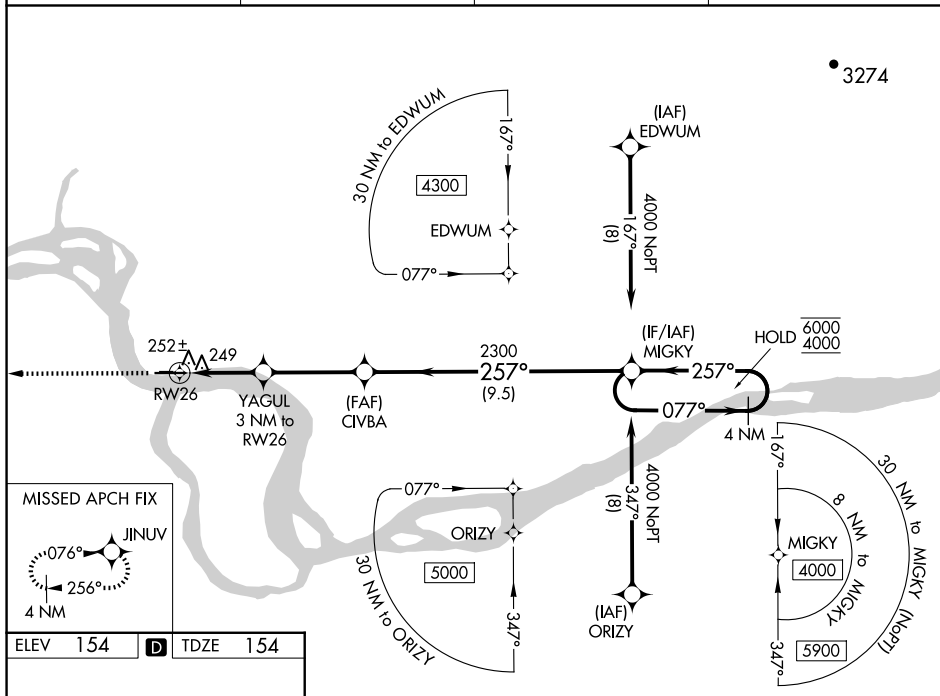 3274
30 NM to EDWUM
167°
4300
EDWUM
077°
(IAF)
EDWUM
4000 NoPT
167°
(8)
252±
249
RW26
YAGUL
3 NM to
RW26
(FAF)
CIVBA
2300
257°
(9.5)
(IF/IAF)
MIGKY
HOLD
6000
4000
257°
077°
4 NM
MISSED APCH FIX
JINUV
076°
256°
4 NM
077°
ORIZY
5000
347°
30 NM to ORIZY
4000 NoPT
347°
(8)
(IAF)
ORIZY
167°
30 NM to MIGKY (NoPT)
8 NM to MIGKY
MIGKY
4000
5900
347°
ELEV 154 D TDZE 154